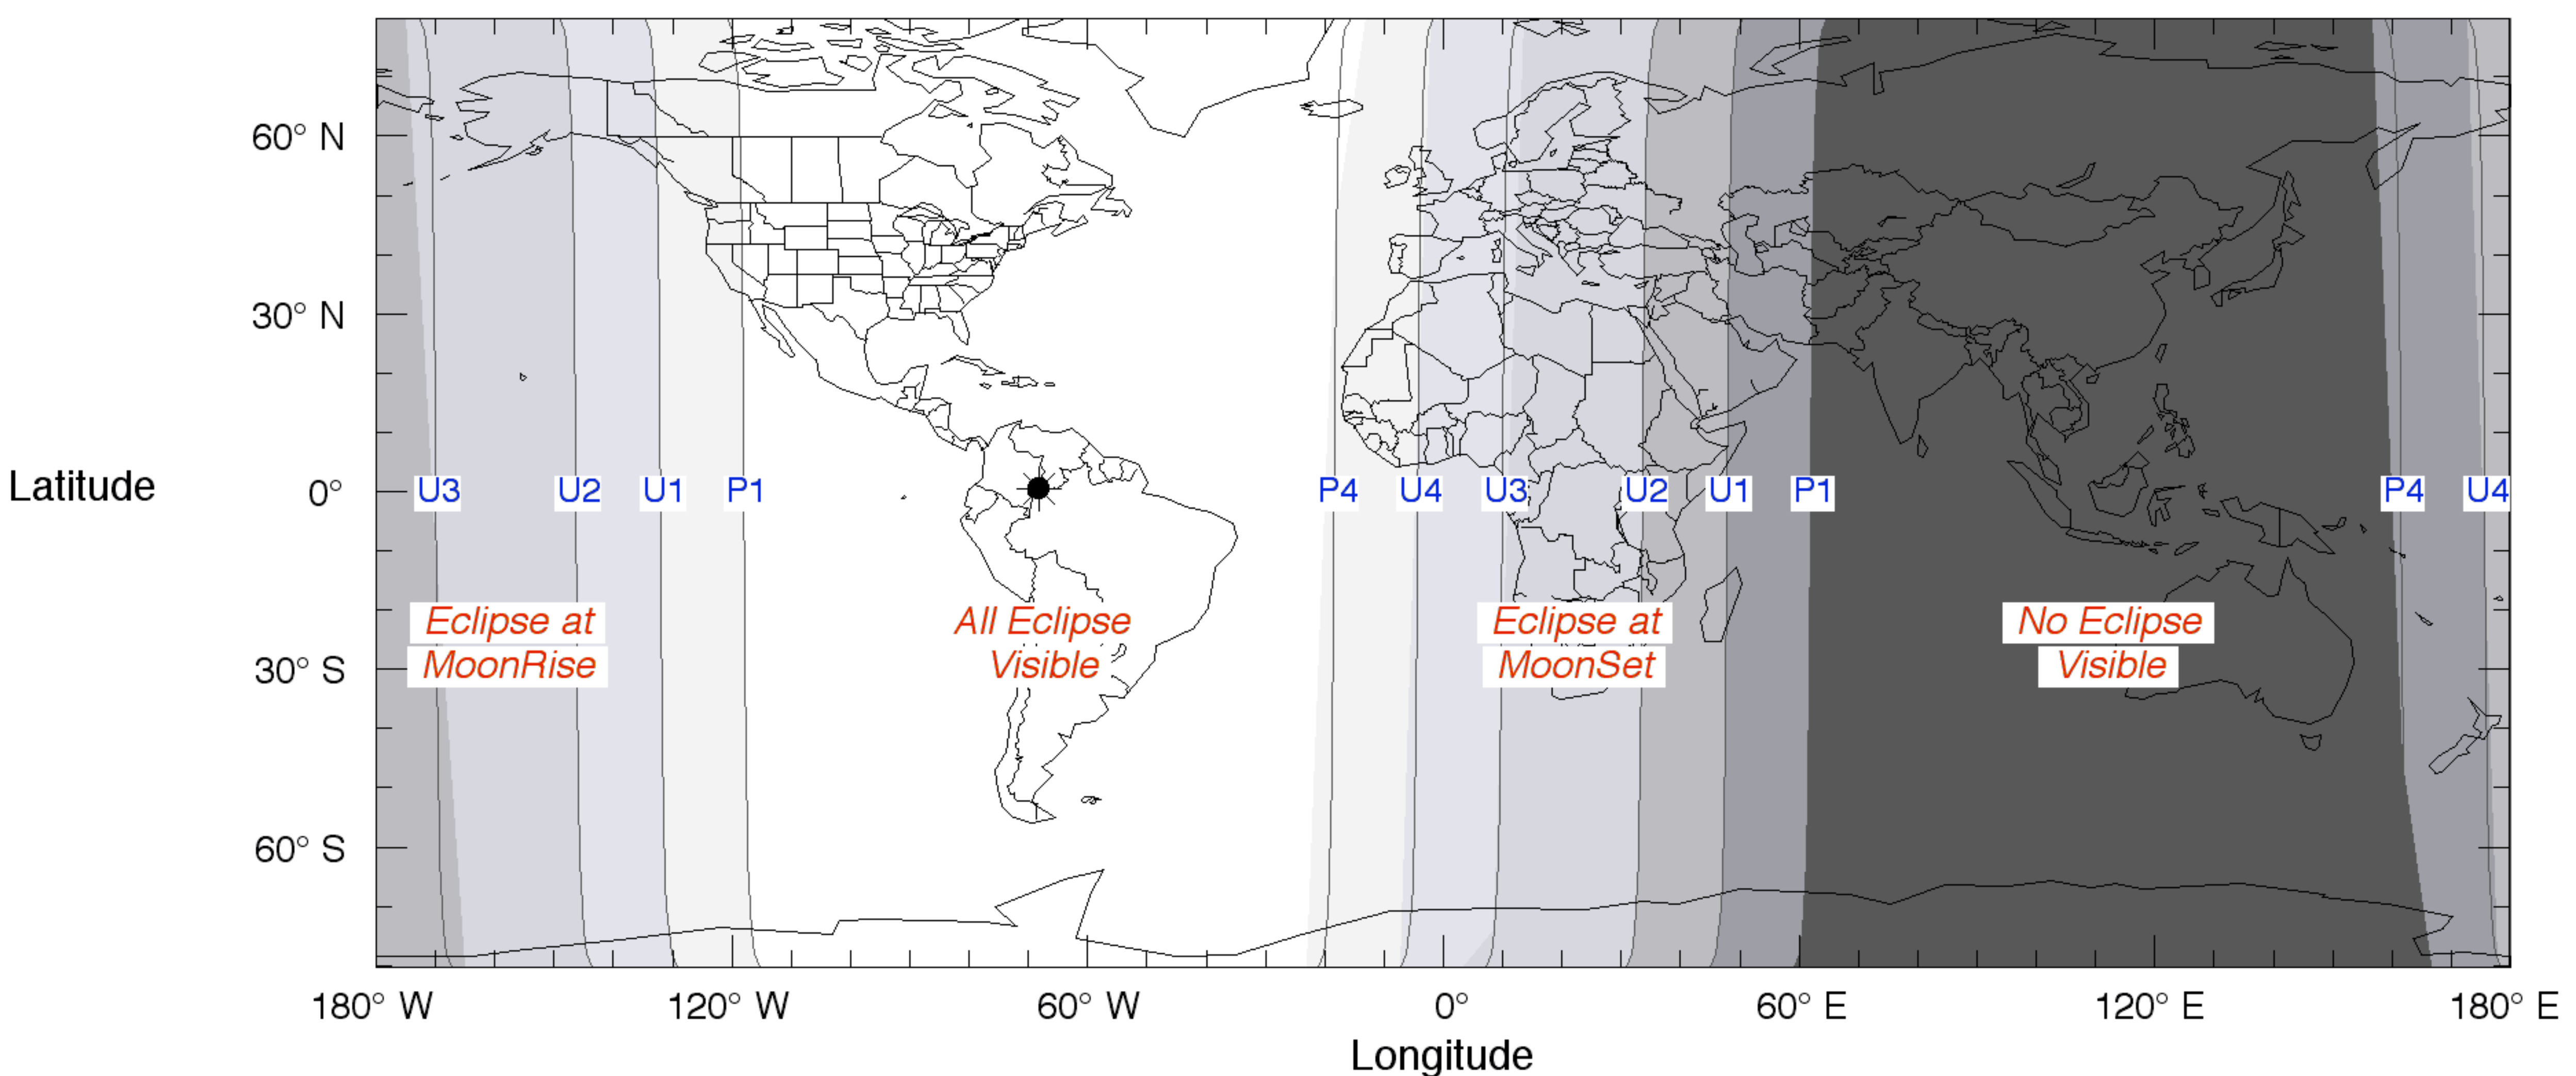 60° N
30° N
Latitude
0°
U3 U2 U1 P1 P4 U4 U3 U2 U1 P1 P4 U4
Eclipse at
MoonRise
All Eclipse
Visible
Eclipse at
MoonSet
No Eclipse
Visible
30° S
60° S
180° W 120° W 60° W 0° 60° E 120° E 180° E
Longitude